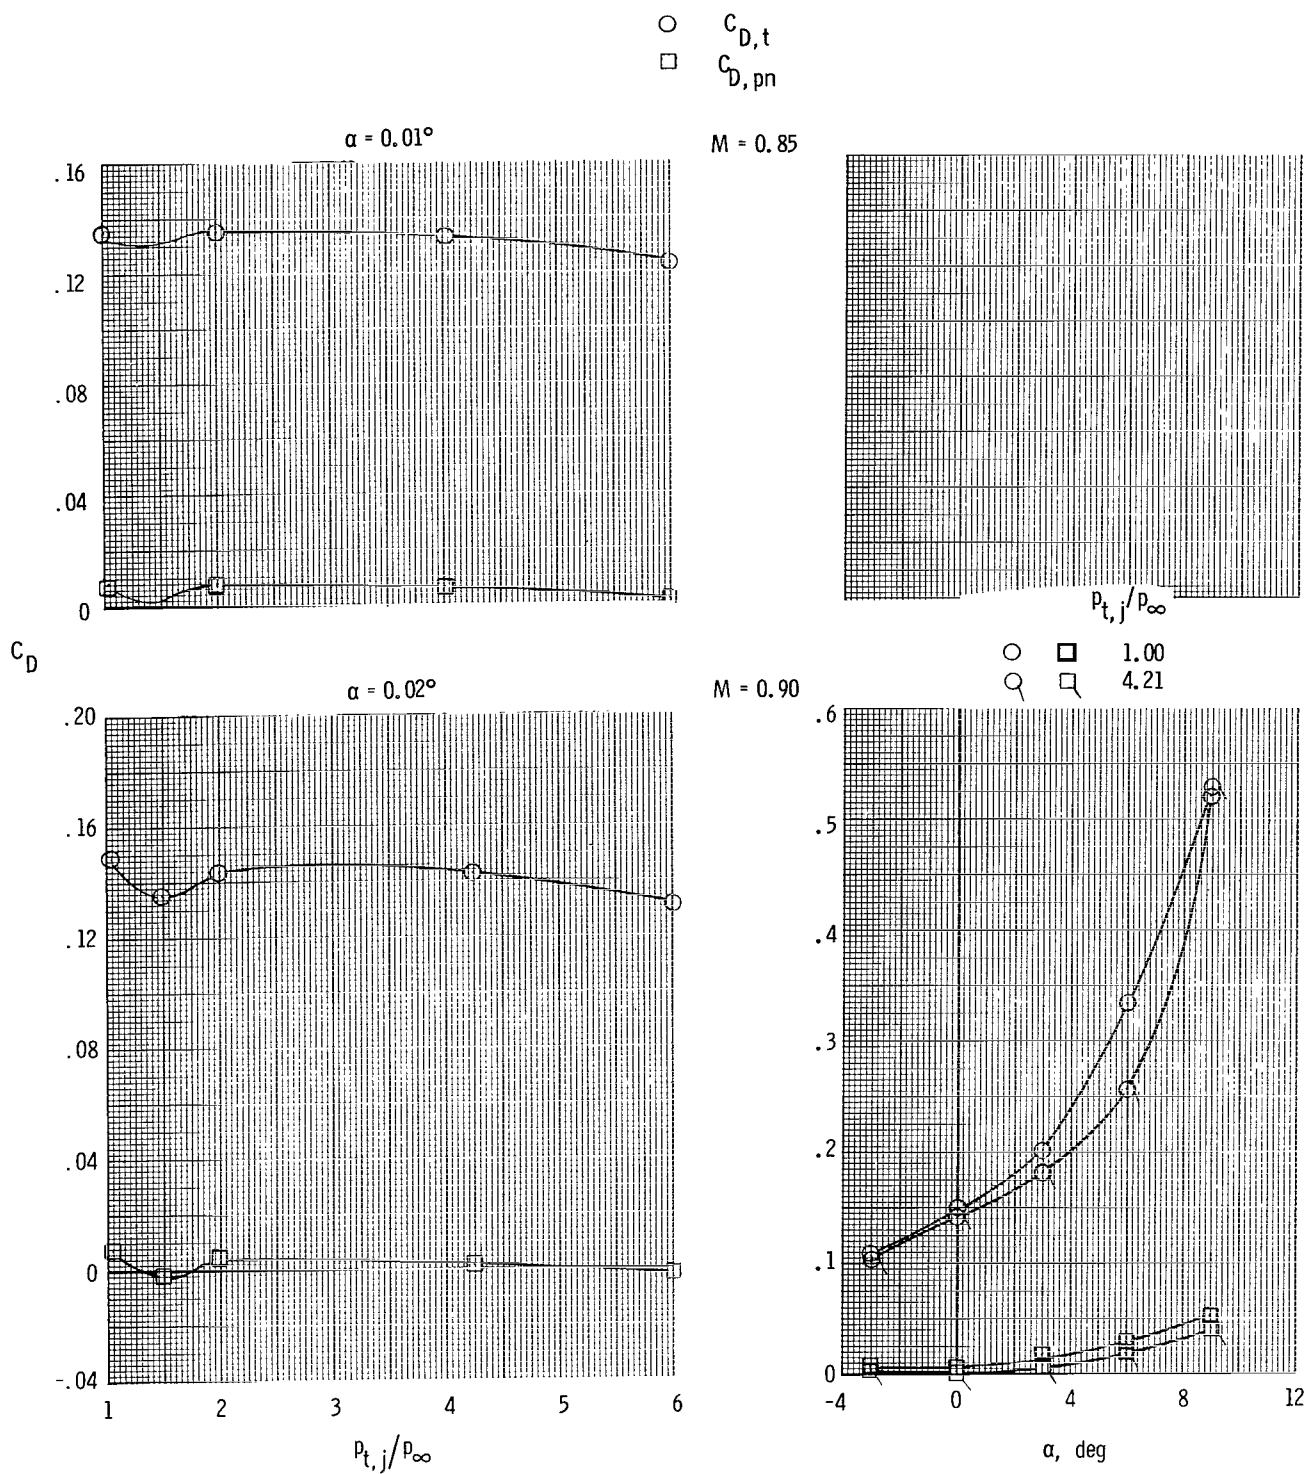 ○ C_D,t
□ C_D,pn
α = 0.01° M = 0.85
.16
.12
.08
.04
0
C_D
p_t,j/p_∞
○ □ 1.00
○ □ 4.21
α = 0.02° M = 0.90
.20
.16
.12
.08
.04
0
-.04
1 2 3 4 5 6
p_t,j/p_∞
.6
.5
.4
.3
.2
.1
0
-4 0 4 8 12
α, deg